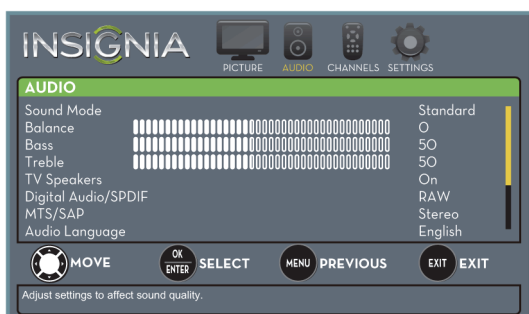 INSIGNIA
PICTURE AUDIO CHANNELS SETTINGS
AUDIO
Sound Mode Standard
Balance 0
Bass 50
Treble 50
TV Speakers On
Digital Audio/SPDIF RAW
MTS/SAP Stereo
Audio Language English
MOVE OK ENTER SELECT MENU PREVIOUS EXIT EXIT
Adjust settings to affect sound quality.